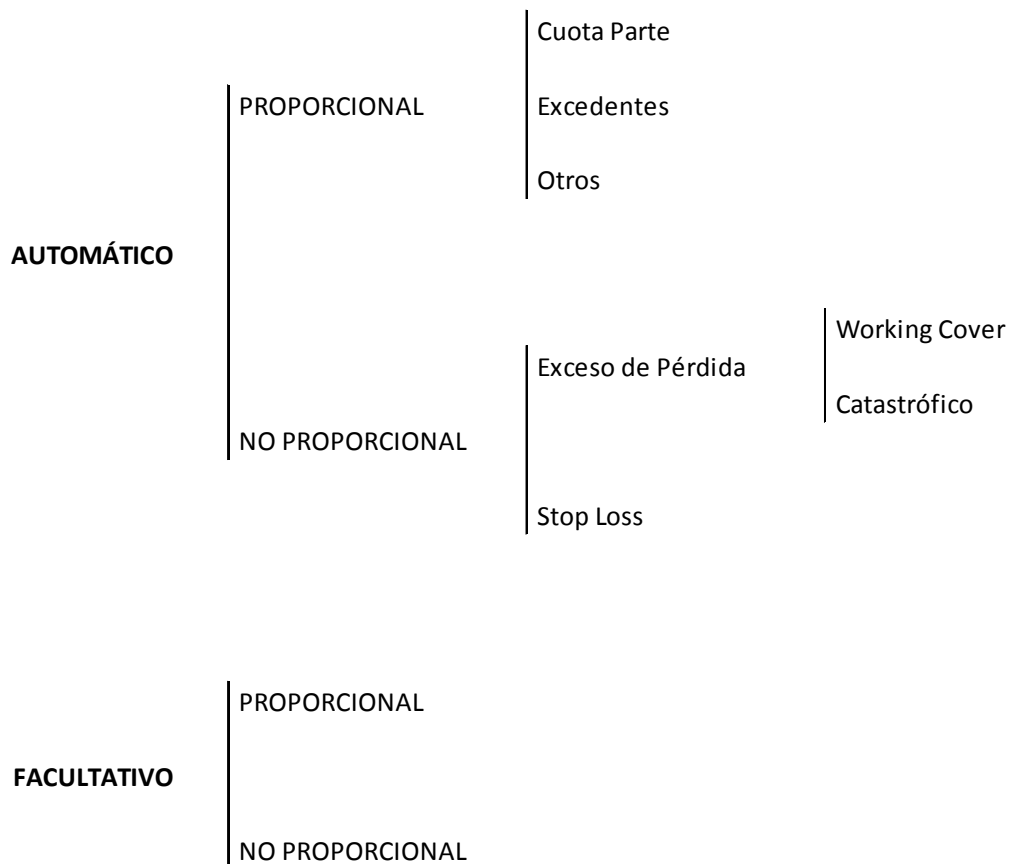 Cuota Parte
PROPORCIONAL
Excedentes
Otros
AUTOMÁTICO
Working Cover
Exceso de Pérdida
Catastrófico
NO PROPORCIONAL
Stop Loss
PROPORCIONAL
FACULTATIVO
NO PROPORCIONAL